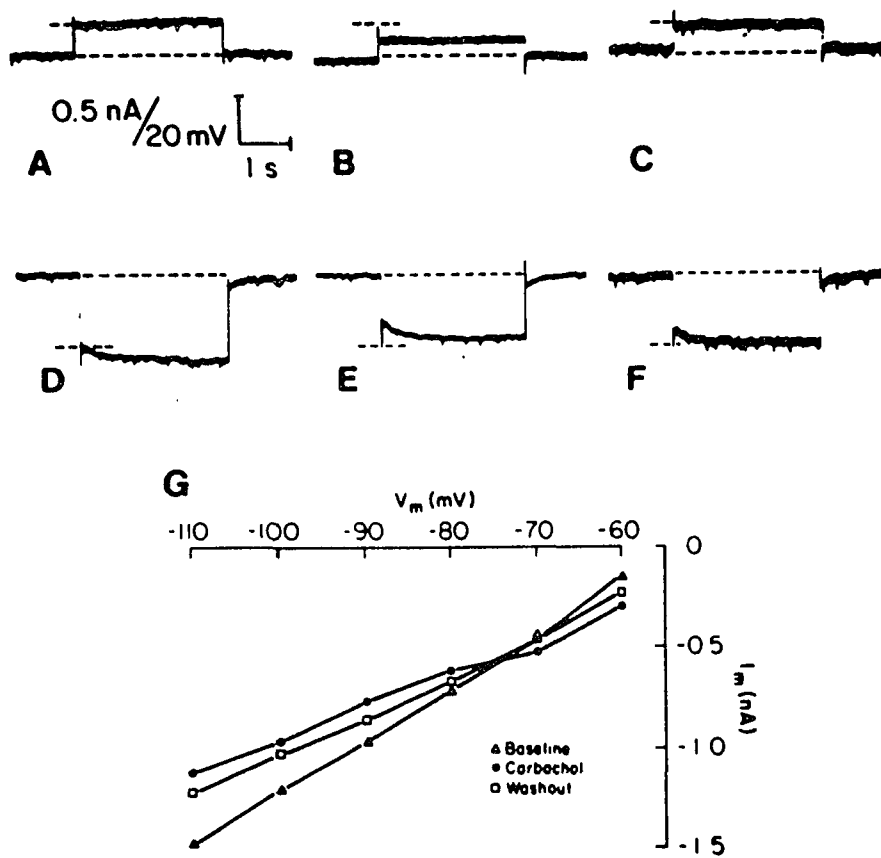 0.5 nA/20 mV
1 s
A
B
C
D
E
F
G
Vm (mV)
-110 -100 -90 -80 -70 -60
0
-0.5
-1.0
-1.5
Im (nA)
Baseline
Carbachol
Washout